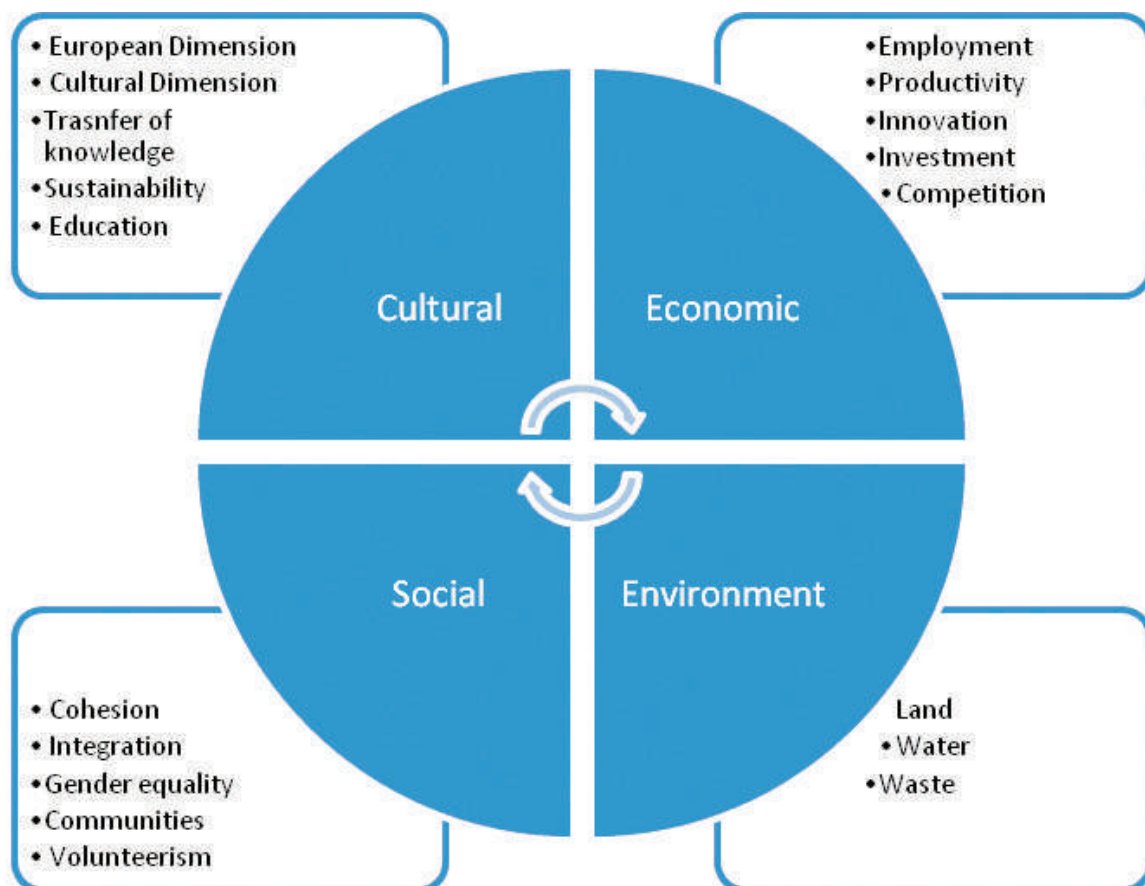 • European Dimension
• Cultural Dimension
•Trasnfer of
knowledge
•Sustainability
• Education
•Employment
•Productivity
•Innovation
•Investment
• Competition
Cultural
Economic
Social
Environment
• Cohesion
• Integration
•Gender equality
•Communities
• Volunteerism
Land
• Water
•Waste